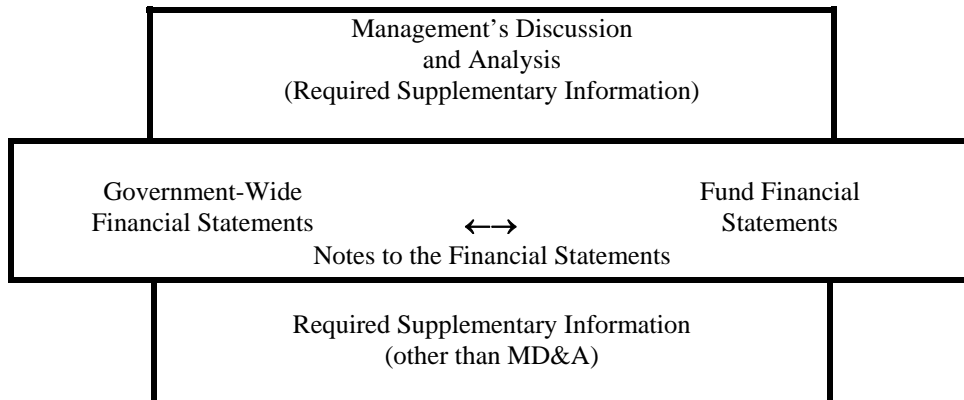 Management’s Discussion
and Analysis
(Required Supplementary Information)
Government-Wide
Financial Statements
Fund Financial
Statements
←→
Notes to the Financial Statements
Required Supplementary Information
(other than MD&A)